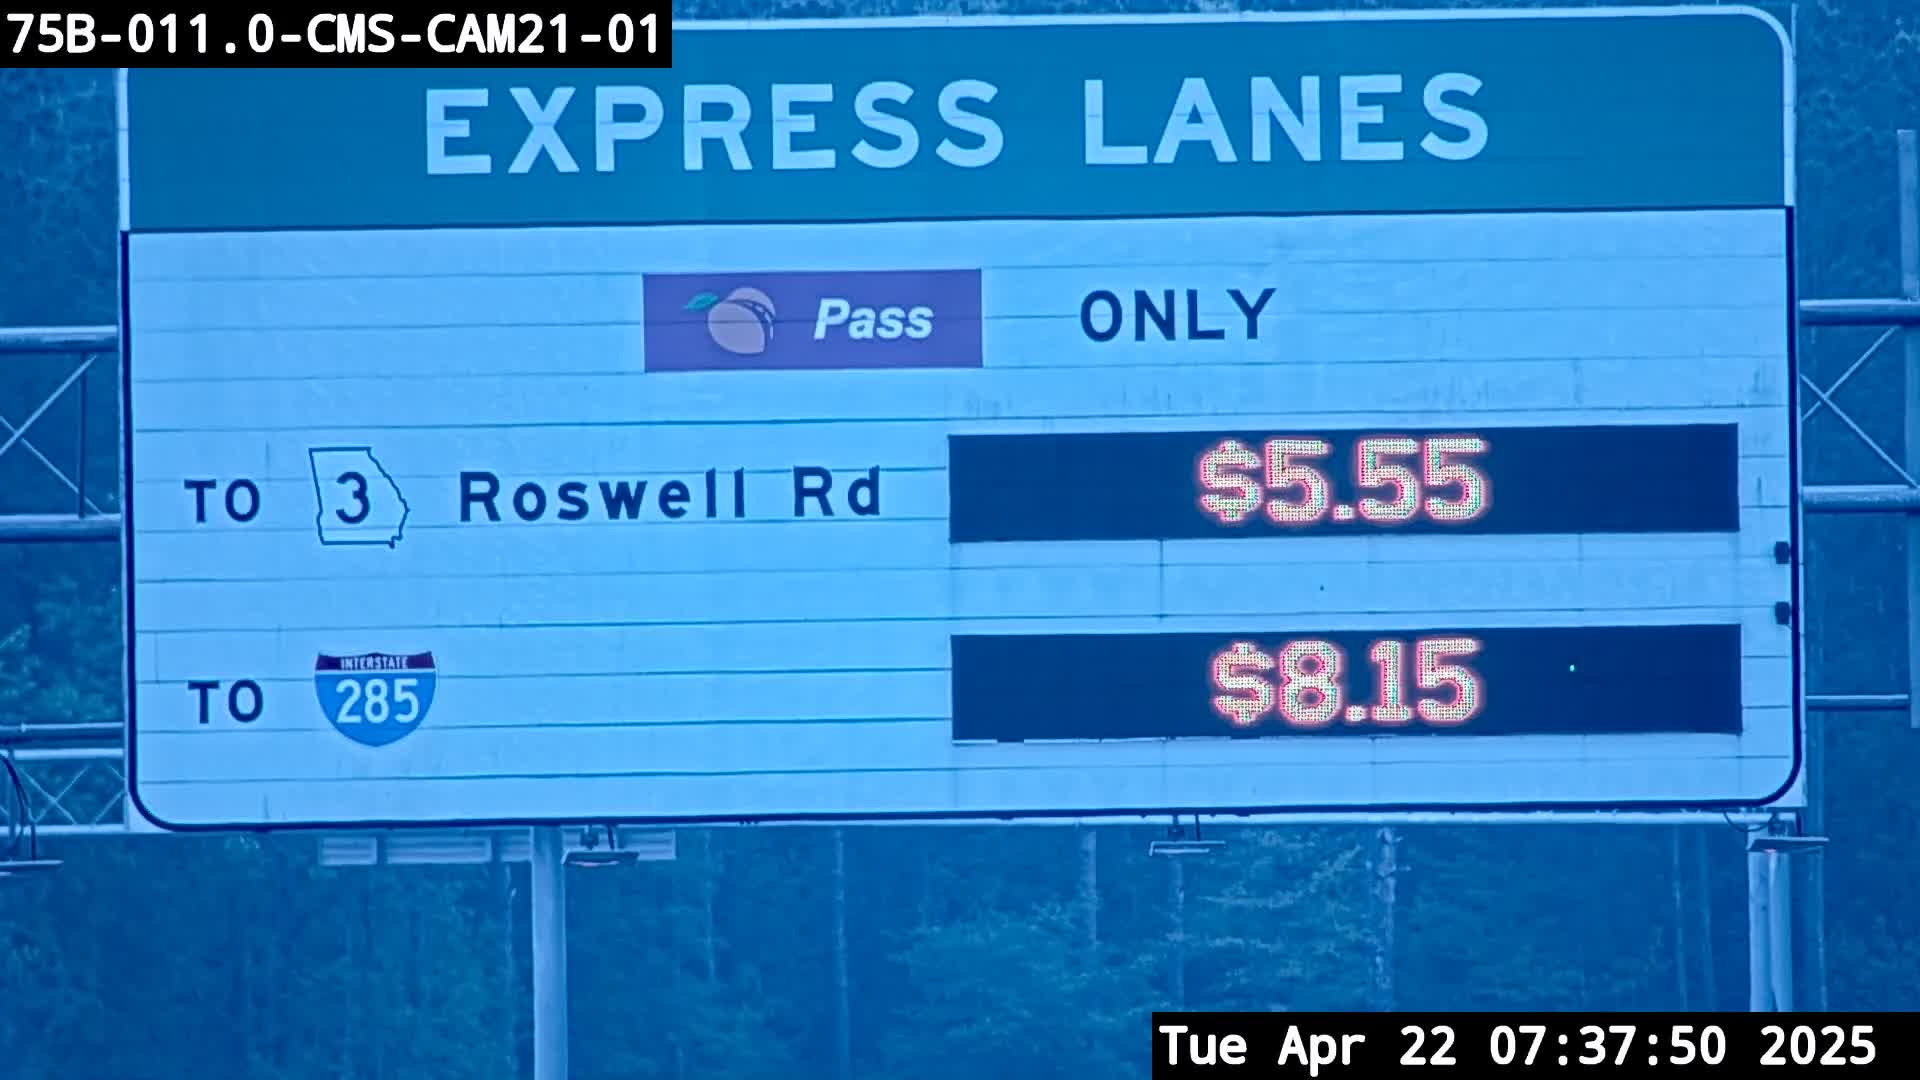 75B-011.0-CMS-CAM21-01
EXPRESS LANES
Pass ONLY
TO 3 Roswell Rd $5.55
TO INTERSTATE 285 $8.15
Tue Apr 22 07:37:50 2025